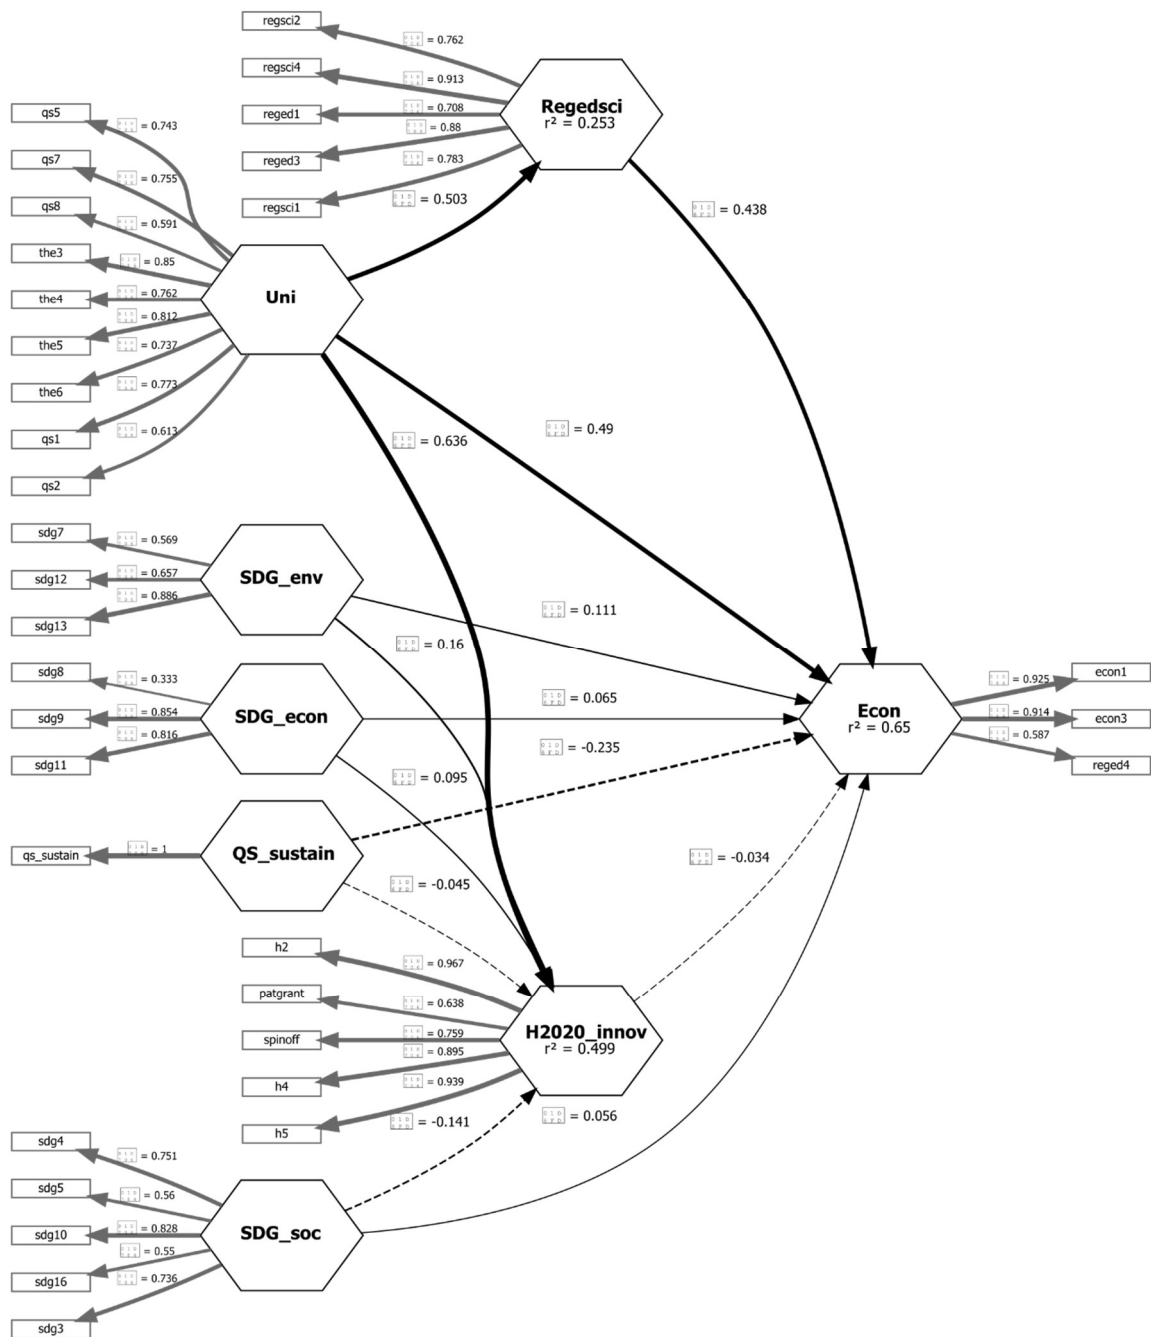 regsci2
= 0.762
regsci4
= 0.913
reged1
= 0.708
reged3
= 0.88
regsci1
= 0.783
Regedsci
r² = 0.253
= 0.503
= 0.438
qs5
= 0.743
qs7
= 0.755
qs8
= 0.591
the3
= 0.85
the4
= 0.762
the5
= 0.812
the6
= 0.737
qs1
= 0.773
qs2
= 0.613
Uni
= 0.636
= 0.49
sdg7
= 0.569
sdg12
= 0.657
sdg13
= 0.886
SDG_env
= 0.111
= 0.16
sdg8
= 0.333
sdg9
= 0.854
sdg11
= 0.816
SDG_econ
= 0.065
= 0.095
= -0.235
Econ
r² = 0.65
= 0.925
econ1
= 0.914
econ3
= 0.587
reged4
qs_sustain
= 1
QS_sustain
= -0.045
= -0.034
h2
= 0.967
patgrant
= 0.638
spinoff
= 0.759
h4
= 0.895
h5
= 0.939
H2020_innov
r² = 0.499
= -0.141
= 0.056
sdg4
= 0.751
sdg5
= 0.56
sdg10
= 0.828
sdg16
= 0.55
sdg3
= 0.736
SDG_soc